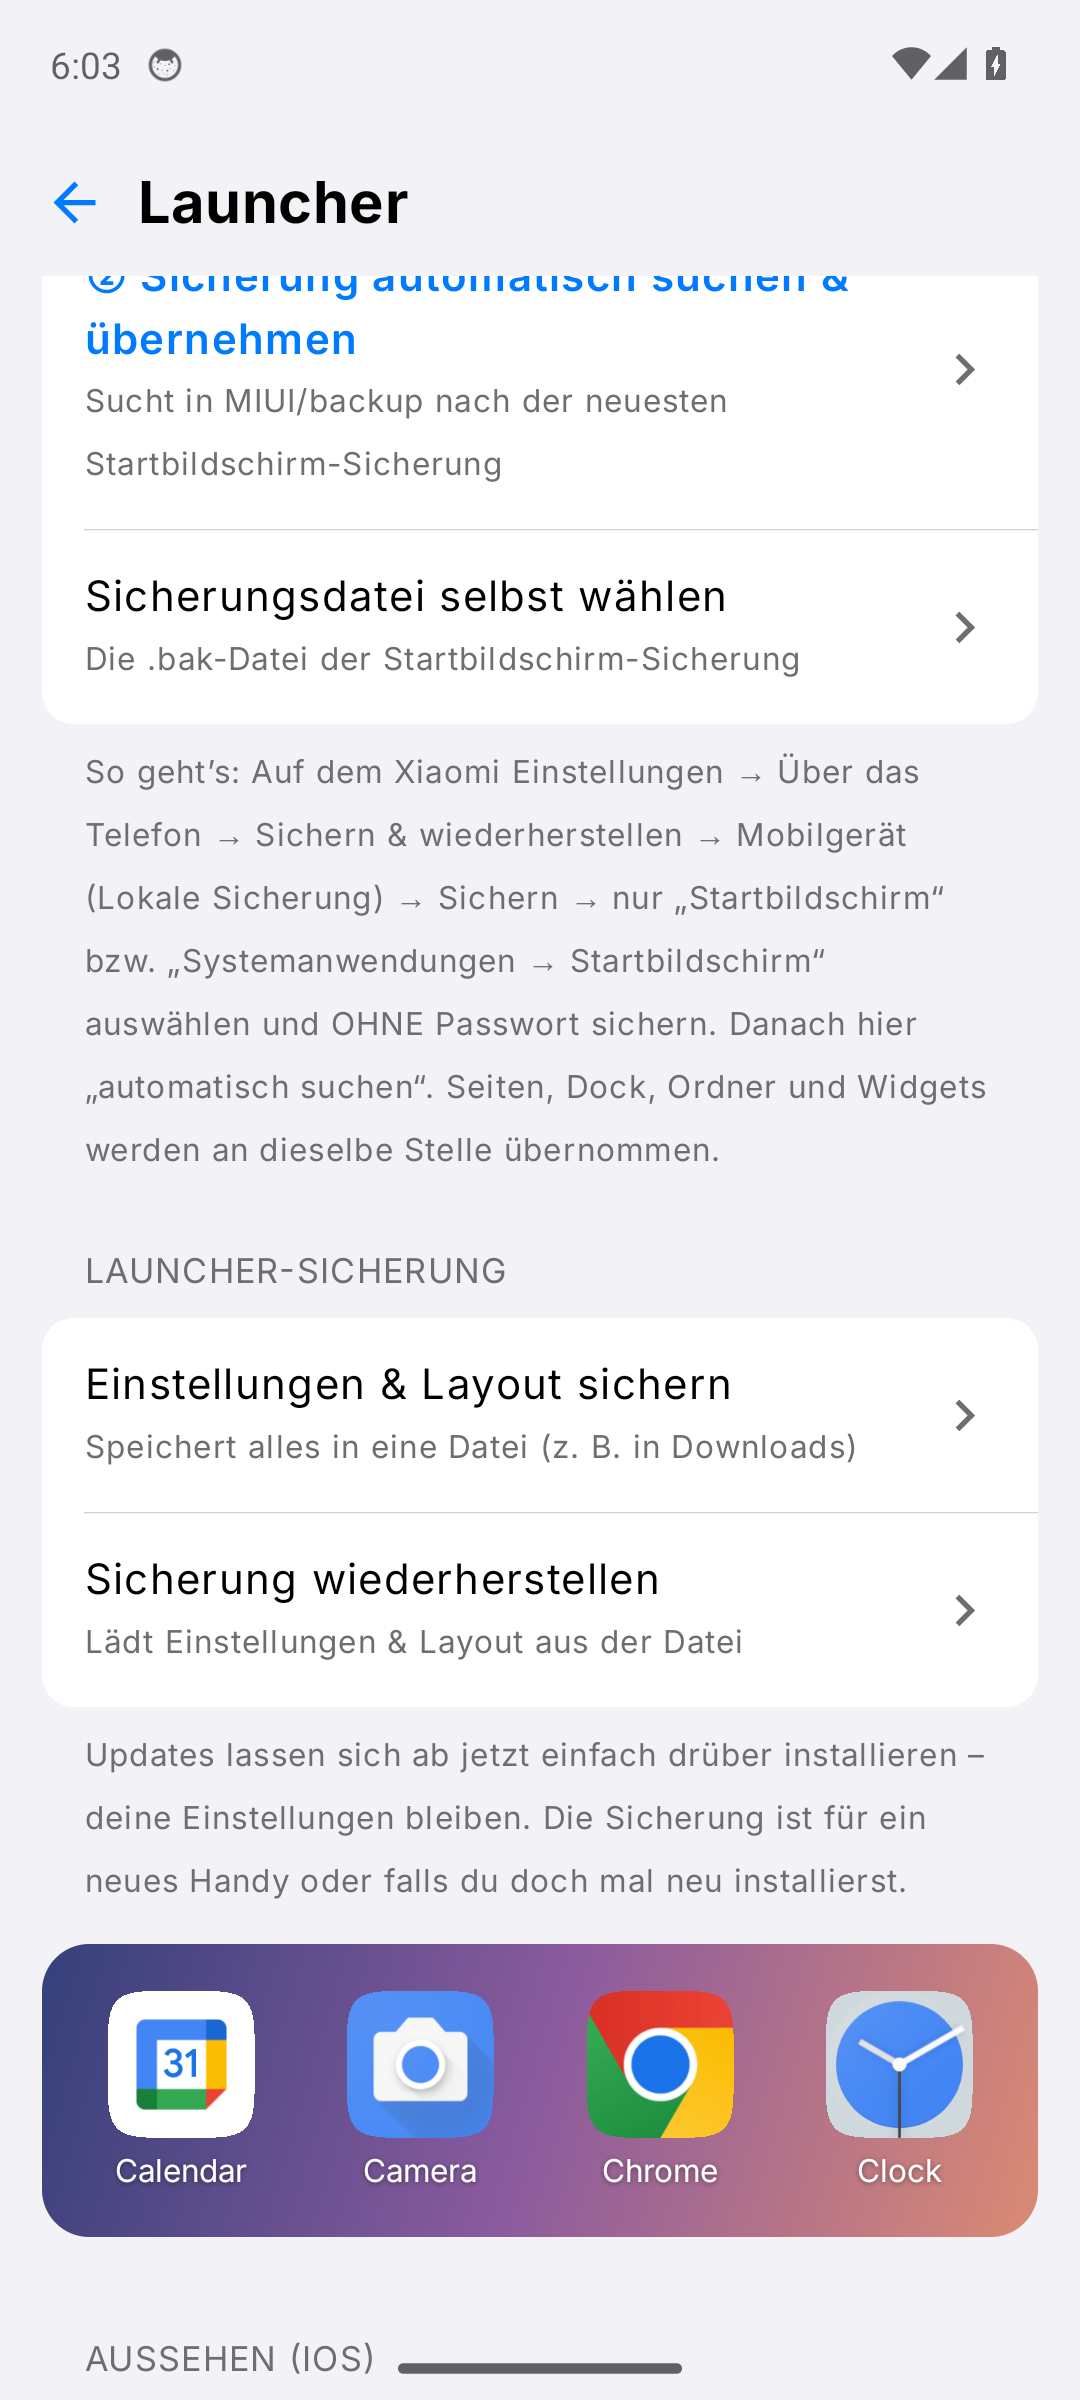 6:03
Launcher
② Sicherung automatisch suchen &
übernehmen
Sucht in MIUI/backup nach der neuesten
Startbildschirm-Sicherung
Sicherungsdatei selbst wählen
Die .bak-Datei der Startbildschirm-Sicherung
So geht’s: Auf dem Xiaomi Einstellungen → Über das
Telefon → Sichern & wiederherstellen → Mobilgerät
(Lokale Sicherung) → Sichern → nur „Startbildschirm“
bzw. „Systemanwendungen → Startbildschirm“
auswählen und OHNE Passwort sichern. Danach hier
„automatisch suchen“. Seiten, Dock, Ordner und Widgets
werden an dieselbe Stelle übernommen.
LAUNCHER-SICHERUNG
Einstellungen & Layout sichern
Speichert alles in eine Datei (z. B. in Downloads)
Sicherung wiederherstellen
Lädt Einstellungen & Layout aus der Datei
Updates lassen sich ab jetzt einfach drüber installieren –
deine Einstellungen bleiben. Die Sicherung ist für ein
neues Handy oder falls du doch mal neu installierst.
31
Calendar Camera Chrome Clock
AUSSEHEN (IOS)